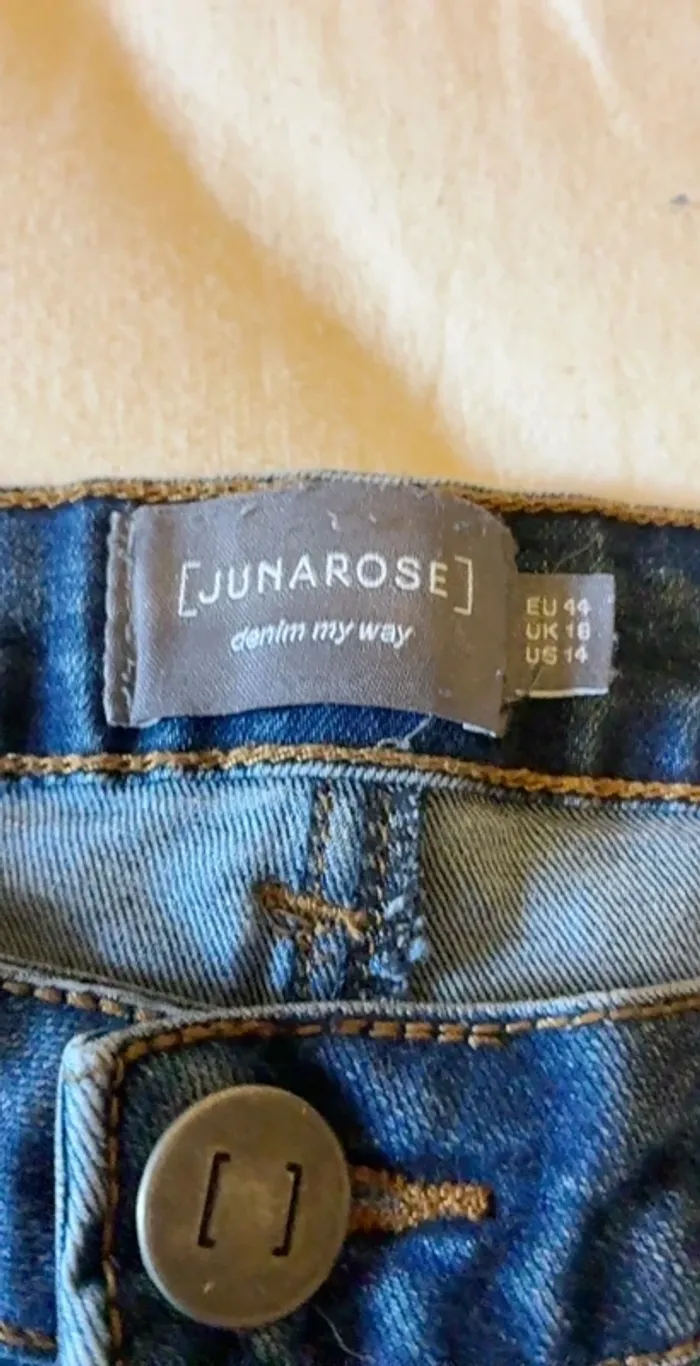 [JUNAROSE]
denim my way
EU 44
UK 18
US 14
[ ]